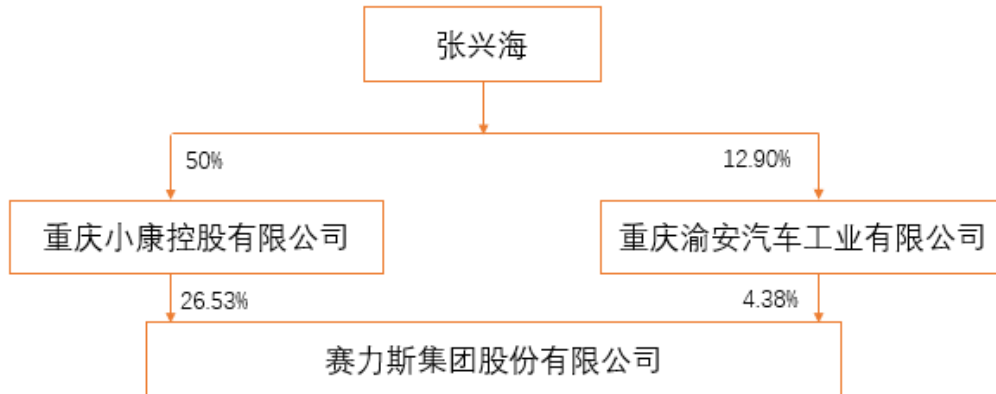 张兴海
50%
12.90%
重庆小康控股有限公司
重庆渝安汽车工业有限公司
26.53%
4.38%
赛力斯集团股份有限公司